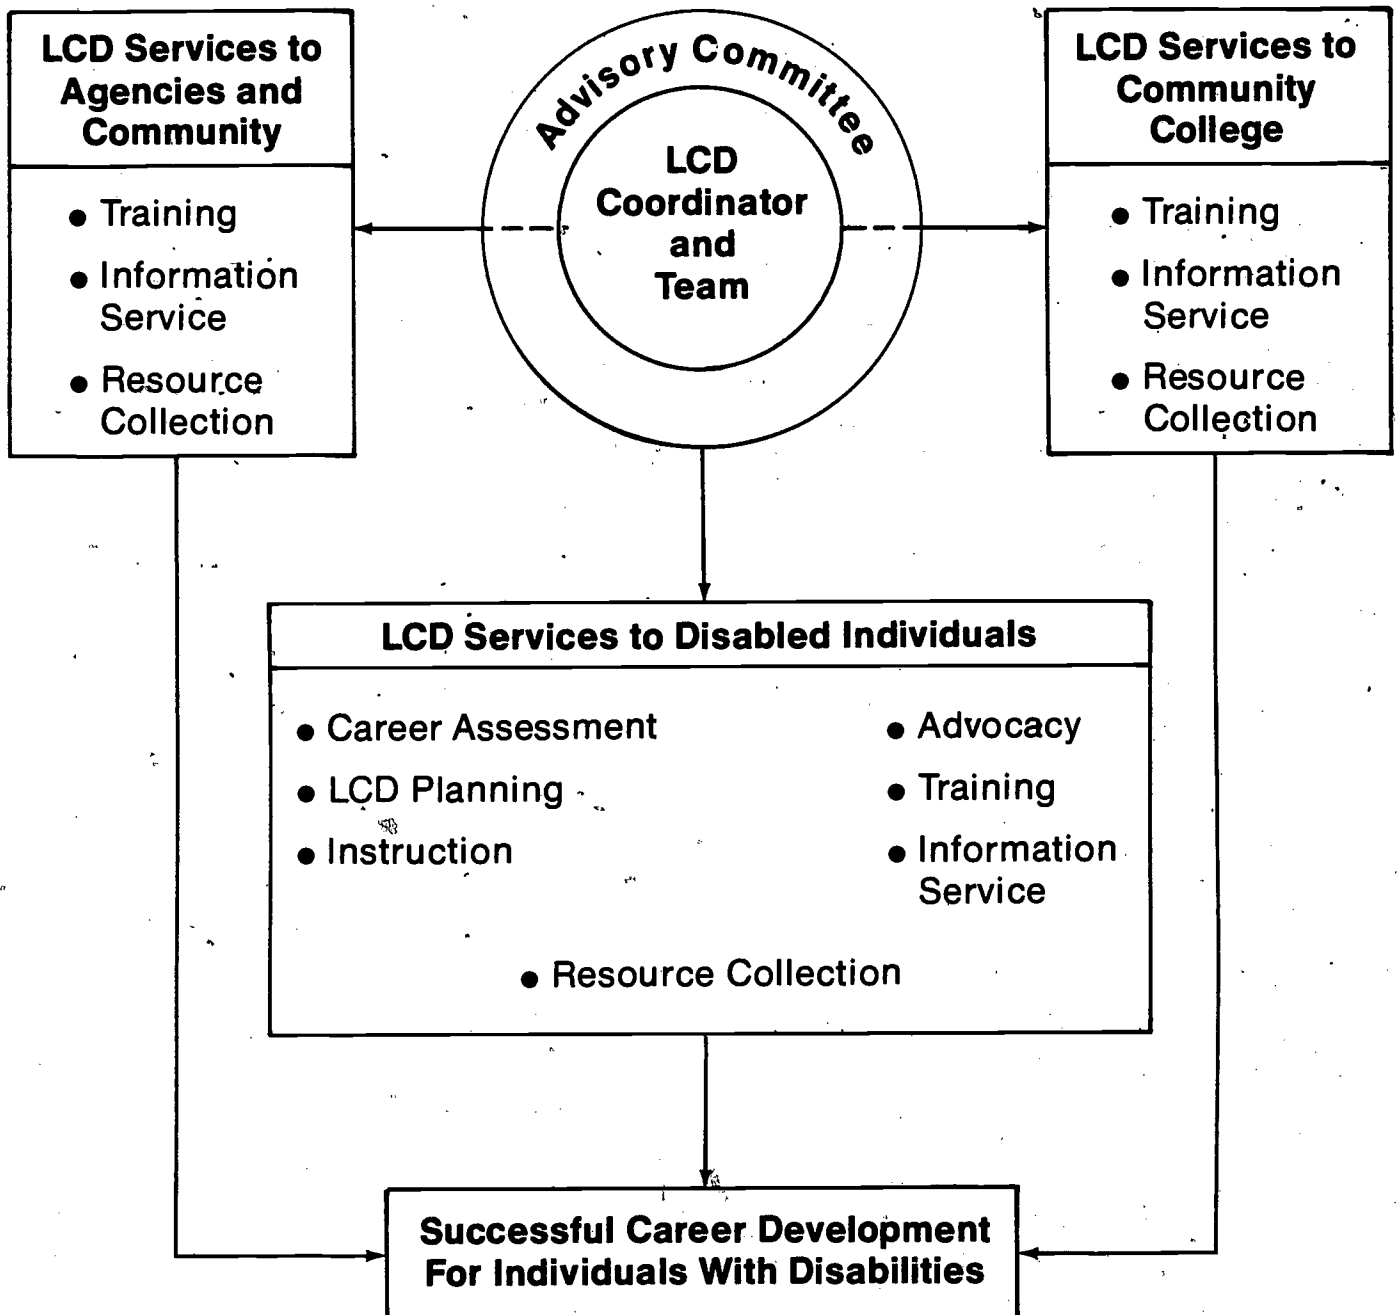 LCD Services to
Agencies and
Community
● Training
● Information
Service
● Resource
Collection
Advisory Committee
LCD
Coordinator
and
Team
LCD Services to
Community
College
● Training
● Information
Service
● Resource
Collection
LCD Services to Disabled Individuals
● Career Assessment
● LCD Planning
● Instruction
● Advocacy
● Training
● Information
Service
● Resource Collection
Successful Career Development
For Individuals With Disabilities